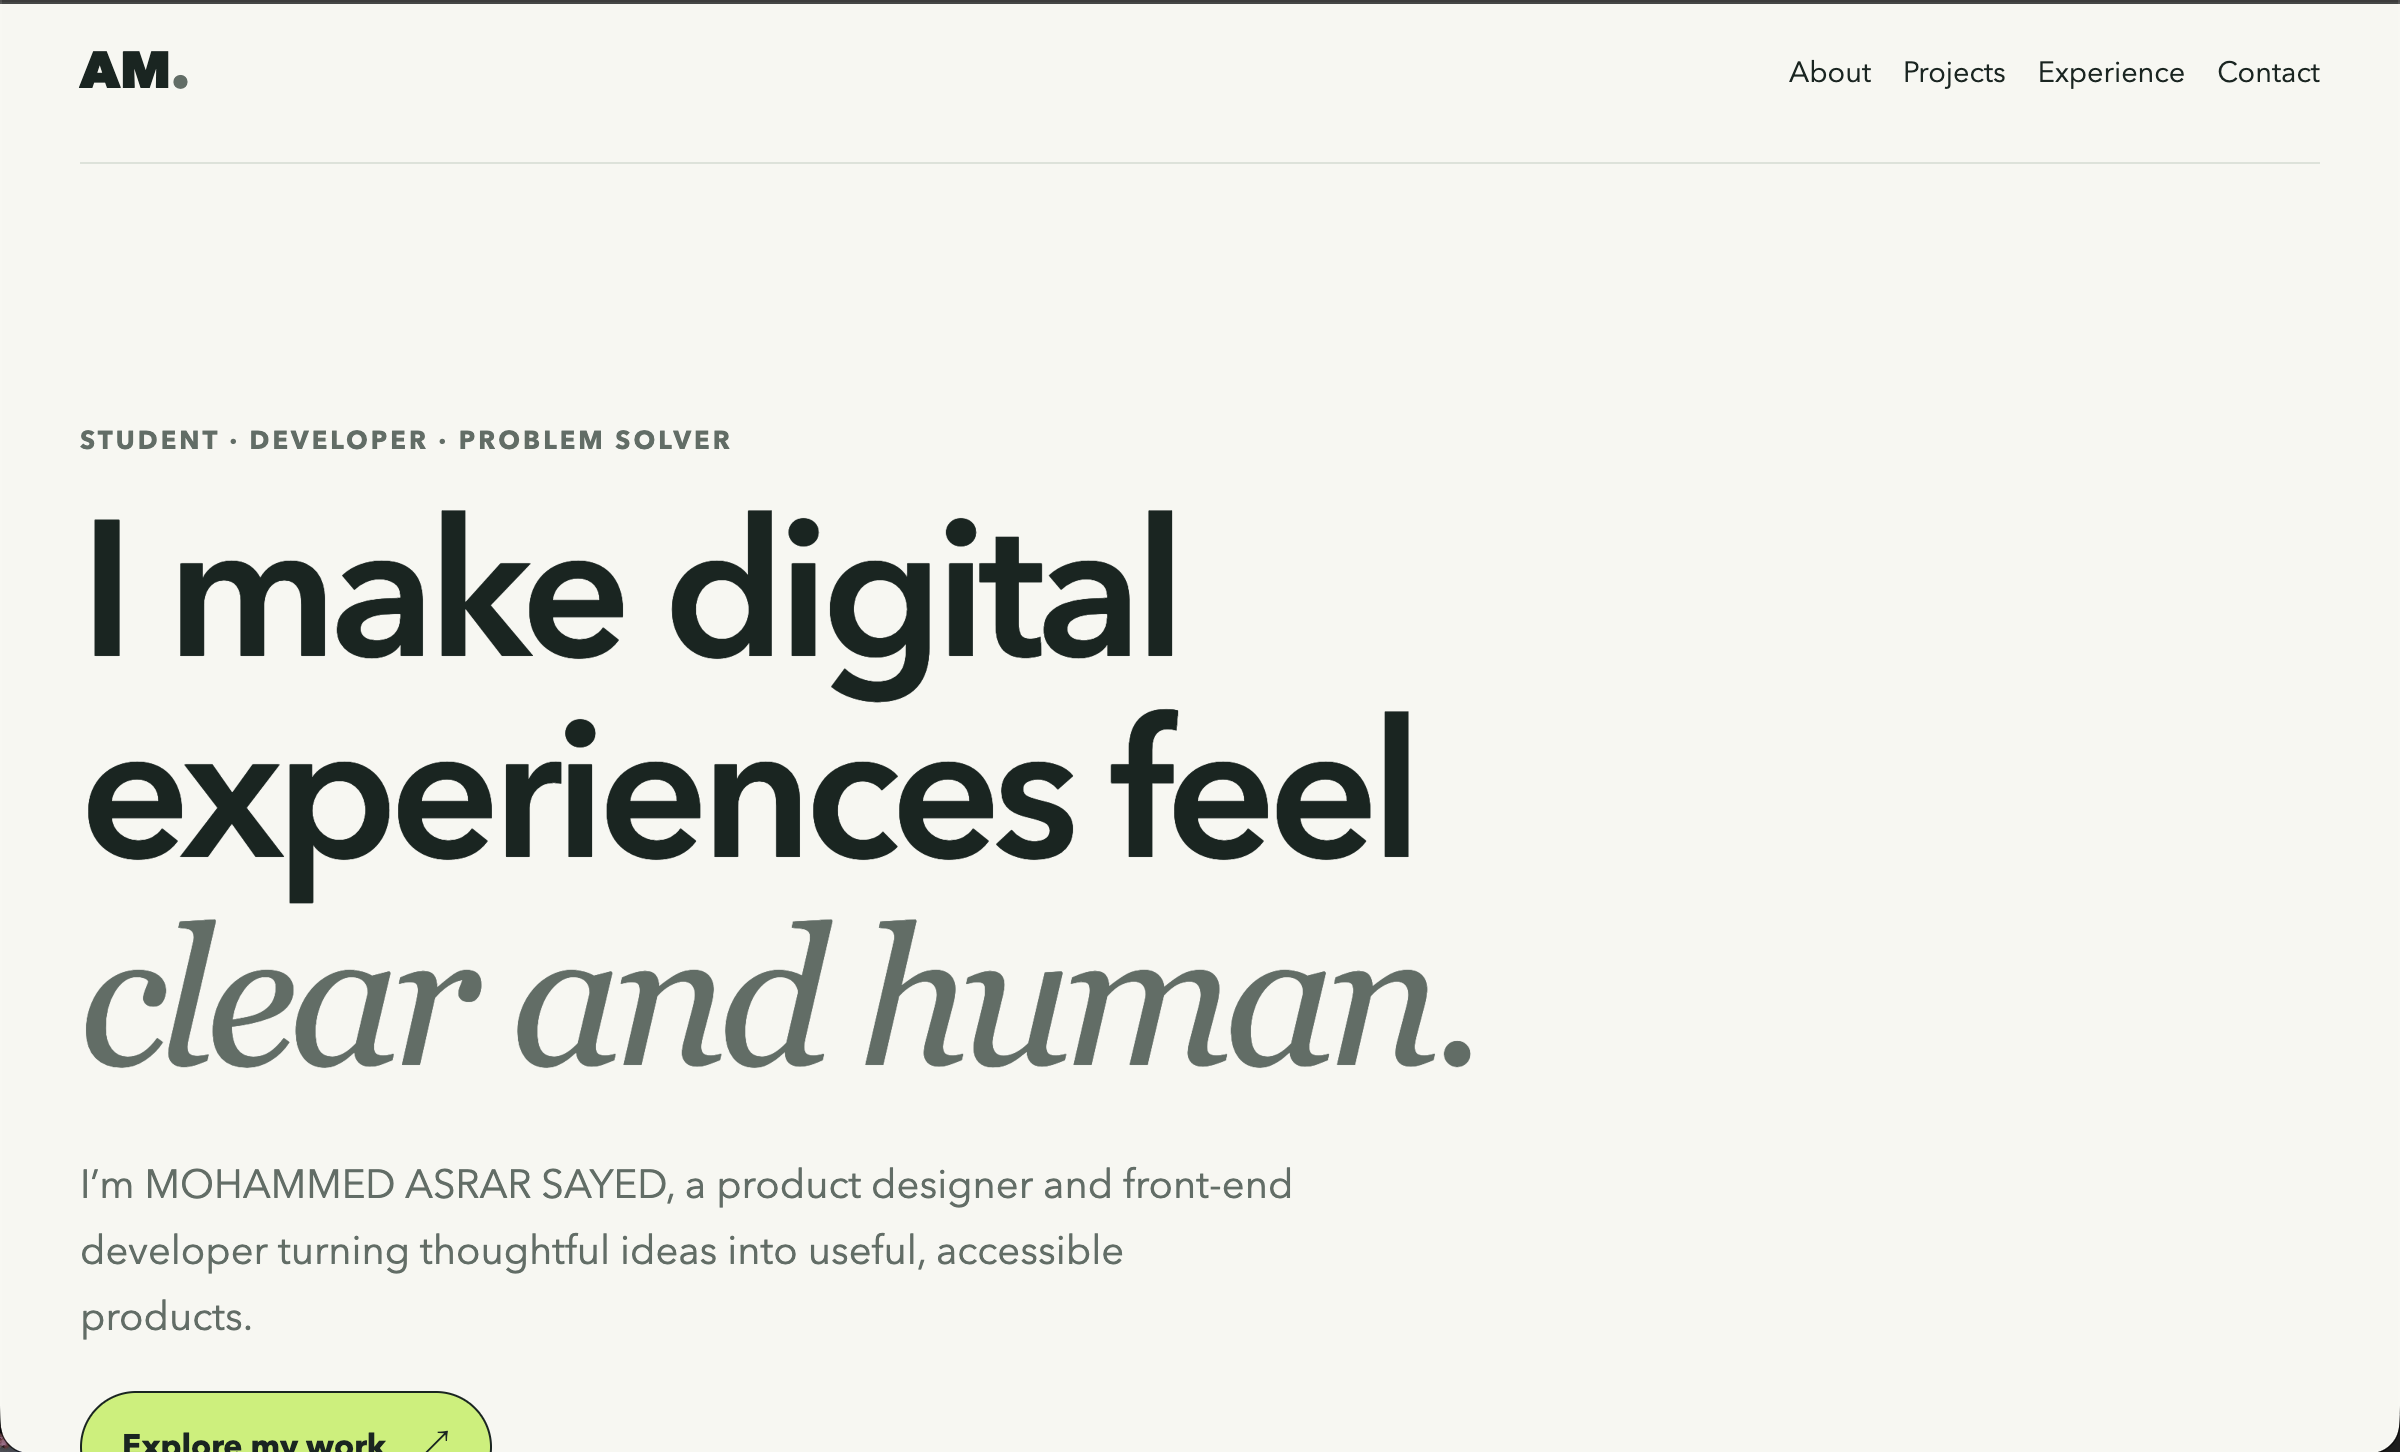 AM.
About Projects Experience Contact
STUDENT · DEVELOPER · PROBLEM SOLVER
I make digital
experiences feel
clear and human.
I’m MOHAMMED ASRAR SAYED, a product designer and front-end
developer turning thoughtful ideas into useful, accessible
products.
Explore my work ↗